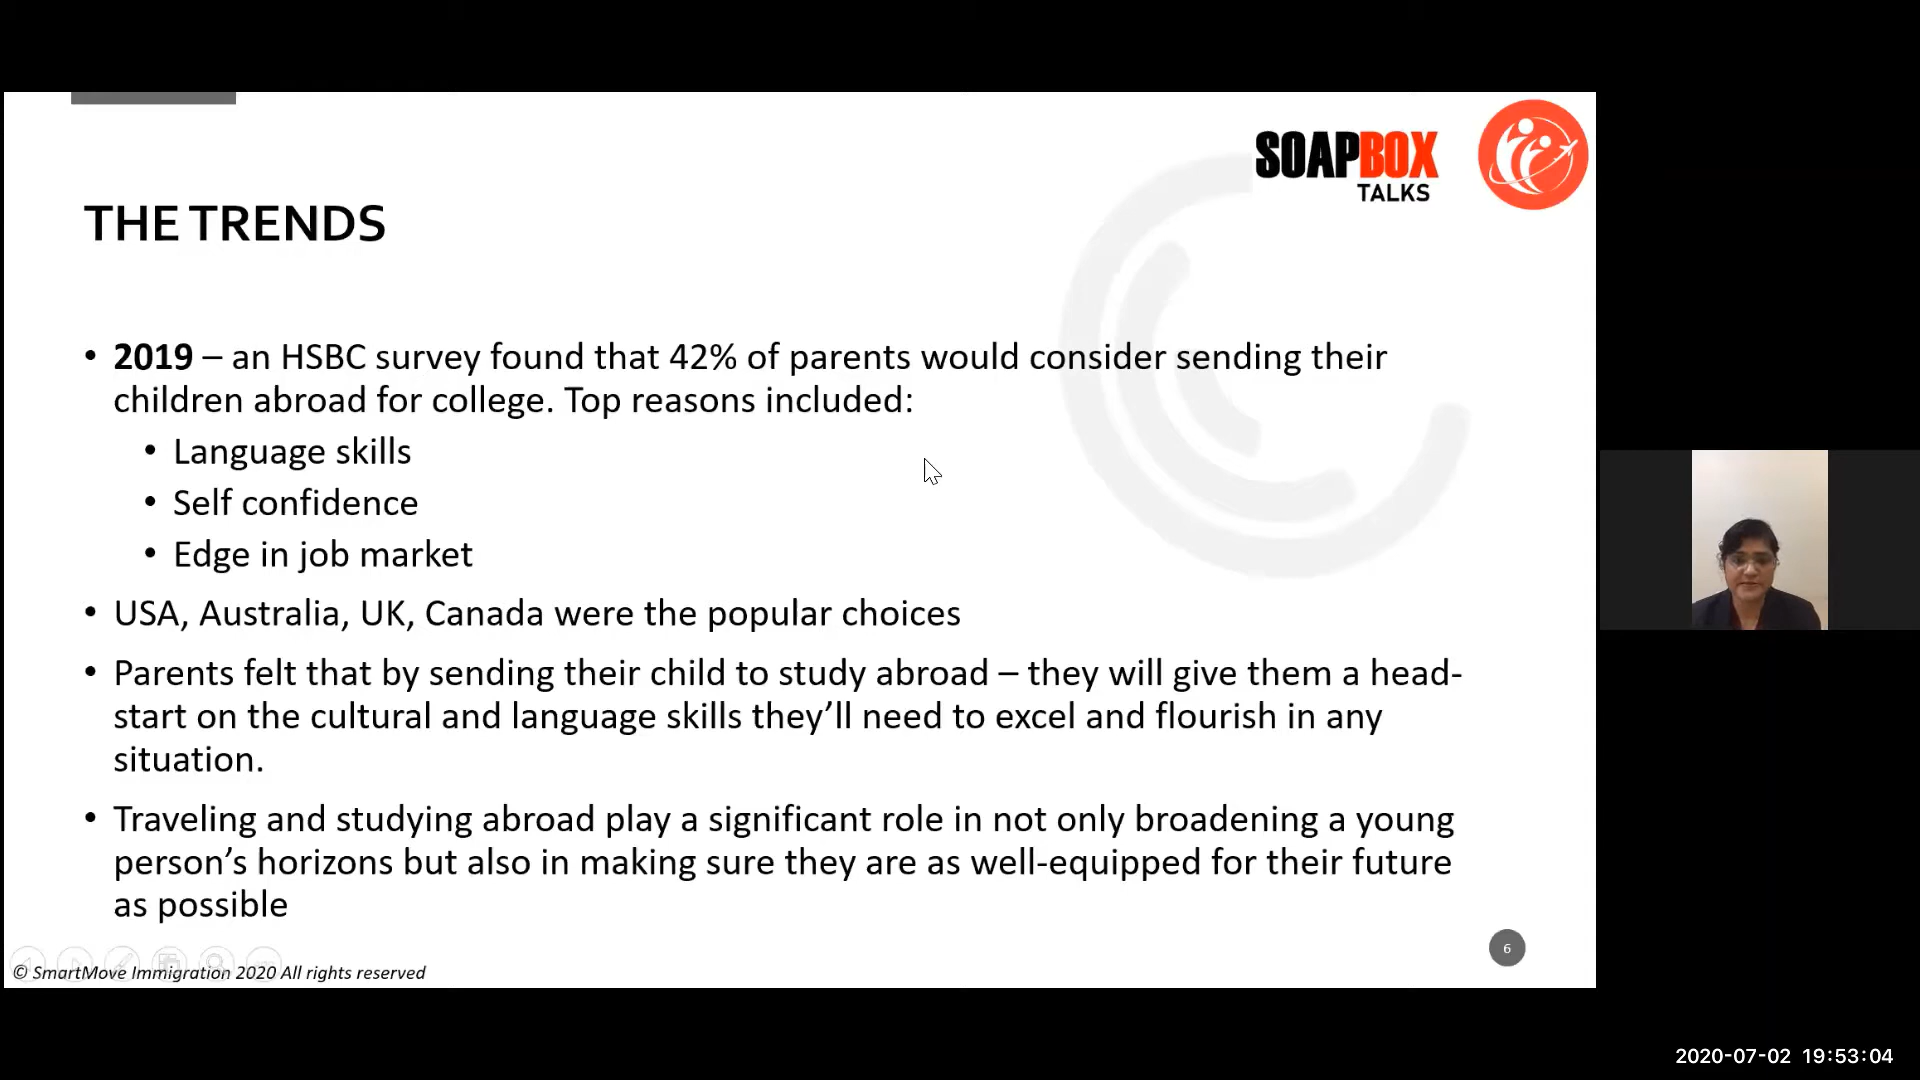 SOAPBOX
TALKS
THE TRENDS
• 2019 – an HSBC survey found that 42% of parents would consider sending their
children abroad for college. Top reasons included:
• Language skills
• Self confidence
• Edge in job market
• USA, Australia, UK, Canada were the popular choices
• Parents felt that by sending their child to study abroad – they will give them a head-
start on the cultural and language skills they’ll need to excel and flourish in any
situation.
• Traveling and studying abroad play a significant role in not only broadening a young
person’s horizons but also in making sure they are as well-equipped for their future
as possible
6
© SmartMove Immigration 2020 All rights reserved
2020-07-02 19:53:04